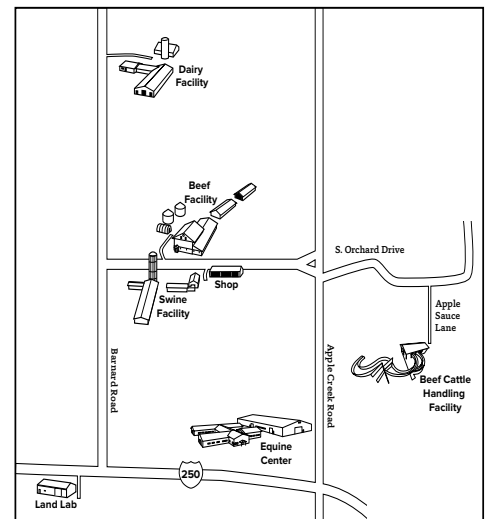 Dairy
Facility
Beef
Facility
S. Orchard Drive
Shop
Swine
Facility
Apple
Sauce
Lane
Barnard Road
Apple Creek Road
Beef Cattle
Handling
Facility
Equine
Center
250
Land Lab